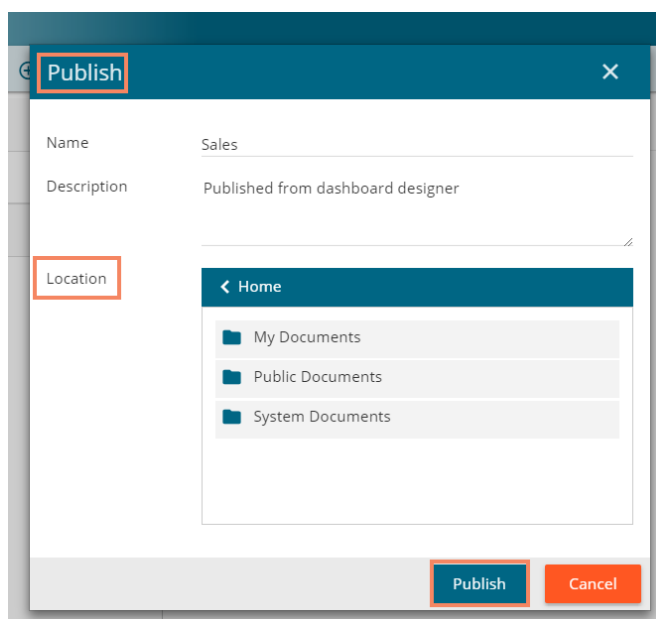 Publish
Name
Sales
Description
Published from dashboard designer
Location
Home
My Documents
Public Documents
System Documents
Publish
Cancel